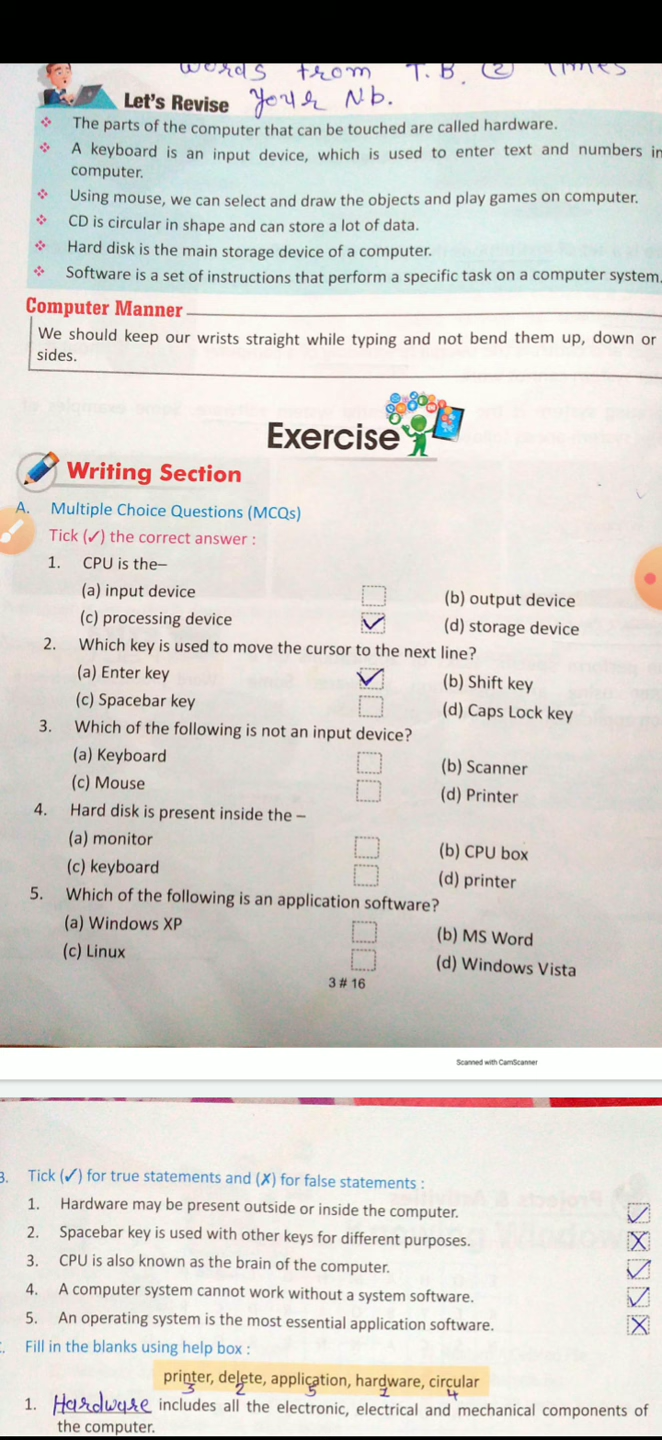 words from T.B. (2) times
Let's Revise your N.b.
The parts of the computer that can be touched are called hardware.
A keyboard is an input device, which is used to enter text and numbers in
computer.
Using mouse, we can select and draw the objects and play games on computer.
CD is circular in shape and can store a lot of data.
Hard disk is the main storage device of a computer.
Software is a set of instructions that perform a specific task on a computer system.
Computer Manner
We should keep our wrists straight while typing and not bend them up, down or
sides.
Exercise
Writing Section
A. Multiple Choice Questions (MCQs)
Tick (✓) the correct answer :
1. CPU is the–
(a) input device (b) output device
(c) processing device ✓ (d) storage device
2. Which key is used to move the cursor to the next line?
(a) Enter key ✓ (b) Shift key
(c) Spacebar key (d) Caps Lock key
3. Which of the following is not an input device?
(a) Keyboard (b) Scanner
(c) Mouse (d) Printer
4. Hard disk is present inside the –
(a) monitor (b) CPU box
(c) keyboard (d) printer
5. Which of the following is an application software?
(a) Windows XP (b) MS Word
(c) Linux (d) Windows Vista
3 # 16
Scanned with CamScanner
Tick (✓) for true statements and (✗) for false statements :
1. Hardware may be present outside or inside the computer. ✓
2. Spacebar key is used with other keys for different purposes. ✗
3. CPU is also known as the brain of the computer. ✓
4. A computer system cannot work without a system software. ✓
5. An operating system is the most essential application software. ✗
Fill in the blanks using help box :
printer, delete, application, hardware, circular
3 2 5 1 4
1. Hardware includes all the electronic, electrical and mechanical components of
the computer.